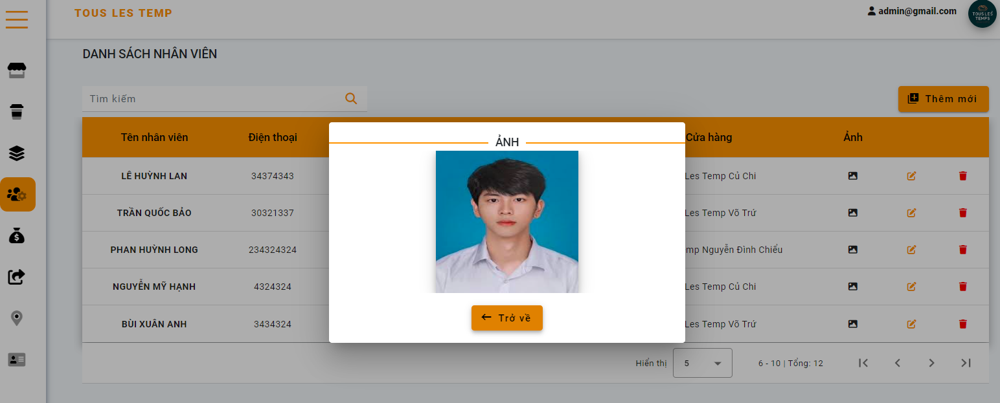 TOUS LES TEMP
admin@gmail.com
TOUS LES
TEMPS
DANH SÁCH NHÂN VIÊN
Tìm kiếm
Thêm mới
Tên nhân viên Điện thoại Cửa hàng Ảnh
LÊ HUỲNH LAN 34374343 Les Temp Củ Chi
TRẦN QUỐC BẢO 30321337 Les Temp Võ Trứ
PHAN HUỲNH LONG 234324324 mp Nguyễn Đình Chiểu
NGUYỄN MỸ HẠNH 4324324 Les Temp Củ Chi
BÙI XUÂN ANH 3434324 Les Temp Võ Trứ
ẢNH
Trở về
Hiển thị 5 6 - 10 | Tổng: 12